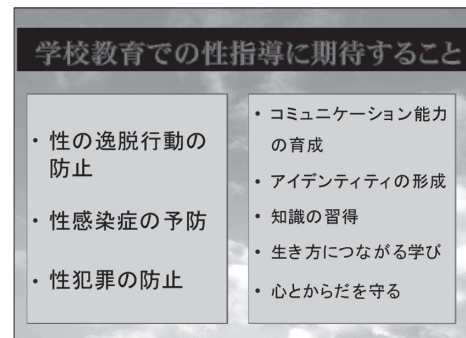 学校教育での性指導に期待すること
・性の逸脱行動の
防止
・性感染症の予防
・性犯罪の防止
・コミュニケーション能力
の育成
・アイデンティティの形成
・知識の習得
・生き方につながる学び
・心とからだを守る